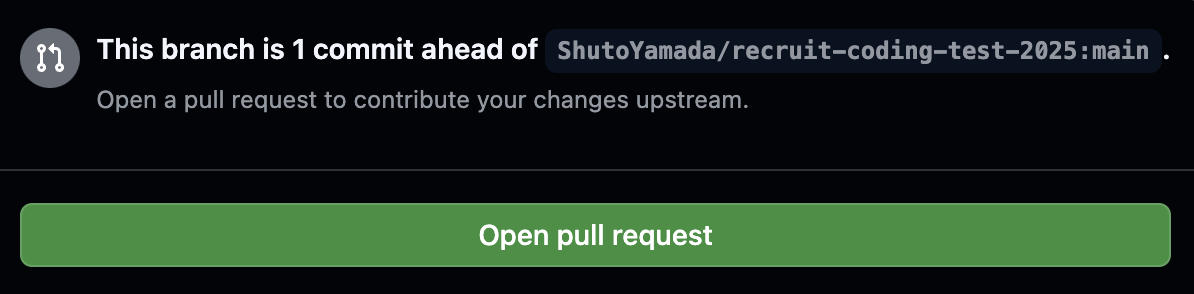 This branch is 1 commit ahead of ShutoYamada/recruit-coding-test-2025:main .
Open a pull request to contribute your changes upstream.
Open pull request